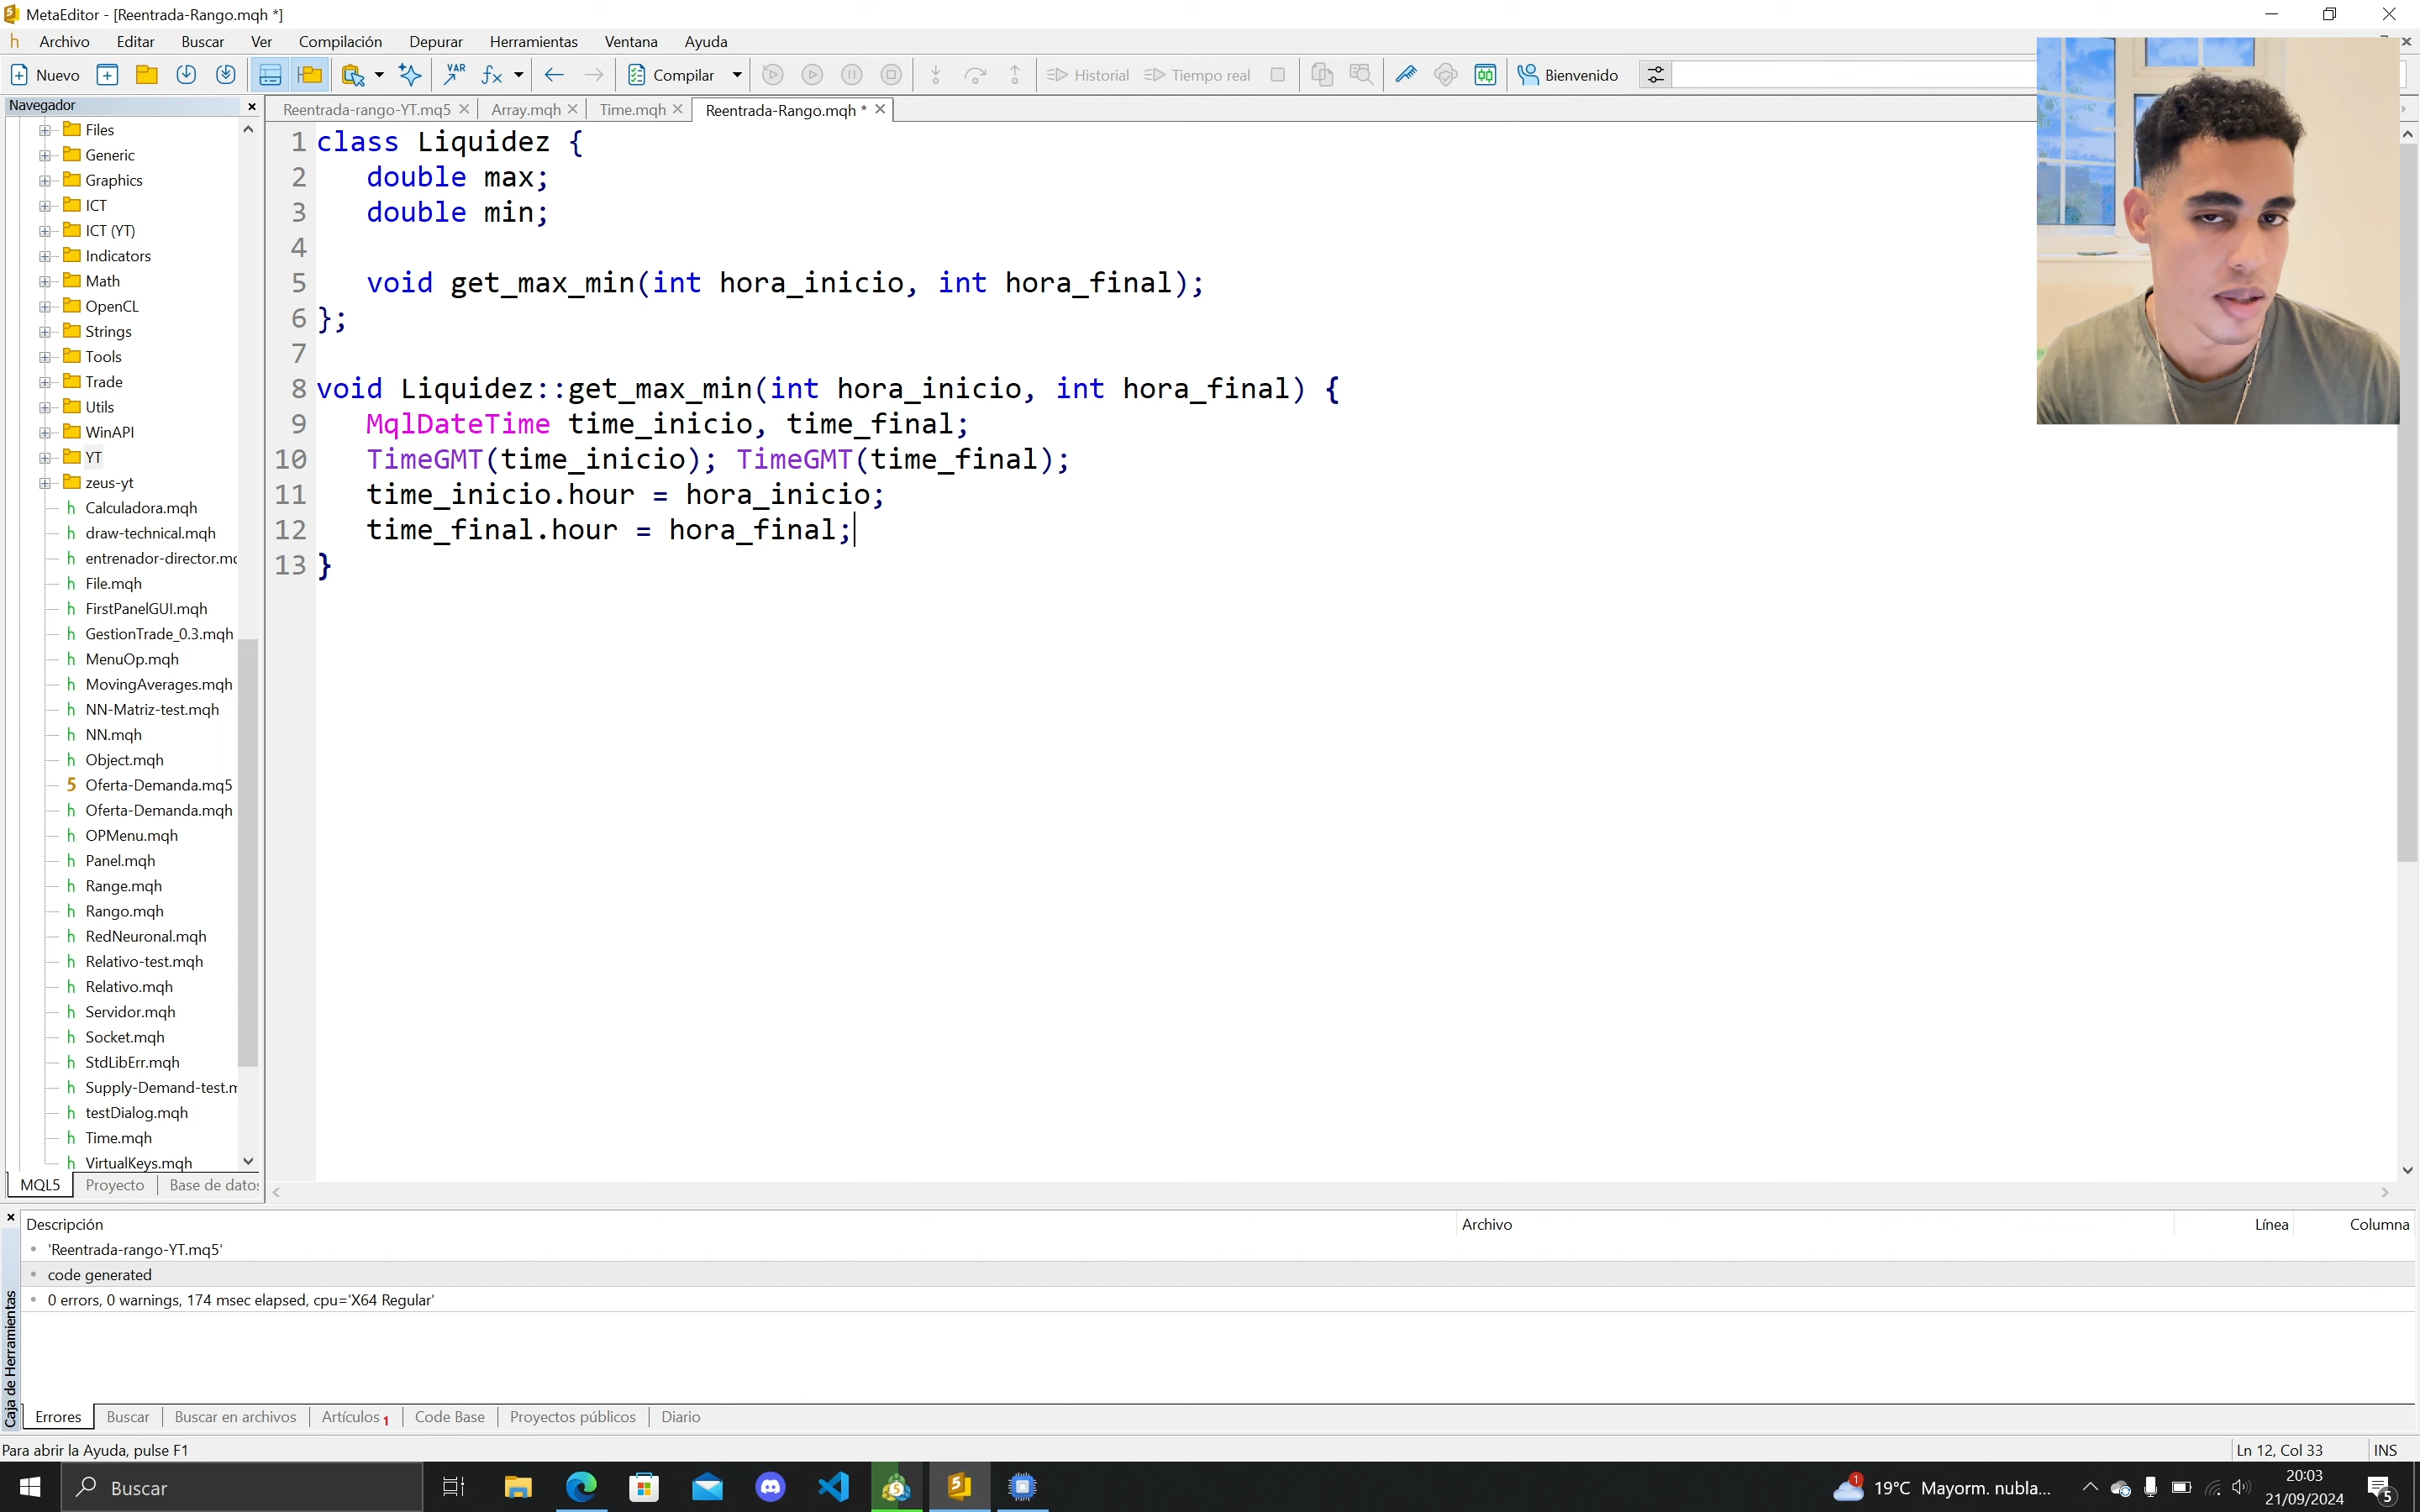 MetaEditor - [Reentrada-Rango.mqh *]
Archivo Editar Buscar Ver Compilación Depurar Herramientas Ventana Ayuda
Nuevo VAR fx Compilar Historial Tiempo real Bienvenido
Navegador
Reentrada-rango-YT.mq5 Array.mqh Time.mqh Reentrada-Rango.mqh *
Files
Generic
Graphics
ICT
ICT (YT)
Indicators
Math
OpenCL
Strings
Tools
Trade
Utils
WinAPI
YT
zeus-yt
h Calculadora.mqh
h draw-technical.mqh
h entrenador-director.mq
h File.mqh
h FirstPanelGUI.mqh
h GestionTrade_0.3.mqh
h MenuOp.mqh
h MovingAverages.mqh
h NN-Matriz-test.mqh
h NN.mqh
h Object.mqh
5 Oferta-Demanda.mq5
h Oferta-Demanda.mqh
h OPMenu.mqh
h Panel.mqh
h Range.mqh
h Rango.mqh
h RedNeuronal.mqh
h Relativo-test.mqh
h Relativo.mqh
h Servidor.mqh
h Socket.mqh
h StdLibErr.mqh
h Supply-Demand-test.m
h testDialog.mqh
h Time.mqh
h VirtualKeys.mqh
MQL5 Proyecto Base de datos
1 class Liquidez {
2 double max;
3 double min;
4
5 void get_max_min(int hora_inicio, int hora_final);
6 };
7
8 void Liquidez::get_max_min(int hora_inicio, int hora_final) {
9 MqlDateTime time_inicio, time_final;
10 TimeGMT(time_inicio); TimeGMT(time_final);
11 time_inicio.hour = hora_inicio;
12 time_final.hour = hora_final;
13 }
Descripción Archivo Línea Columna
'Reentrada-rango-YT.mq5'
code generated
0 errors, 0 warnings, 174 msec elapsed, cpu='X64 Regular'
Caja de Herramientas
Errores Buscar Buscar en archivos Artículos 1 Code Base Proyectos públicos Diario
Para abrir la Ayuda, pulse F1 Ln 12, Col 33 INS
Buscar 1 19°C Mayorm. nubla... 20:03
21/09/2024 5